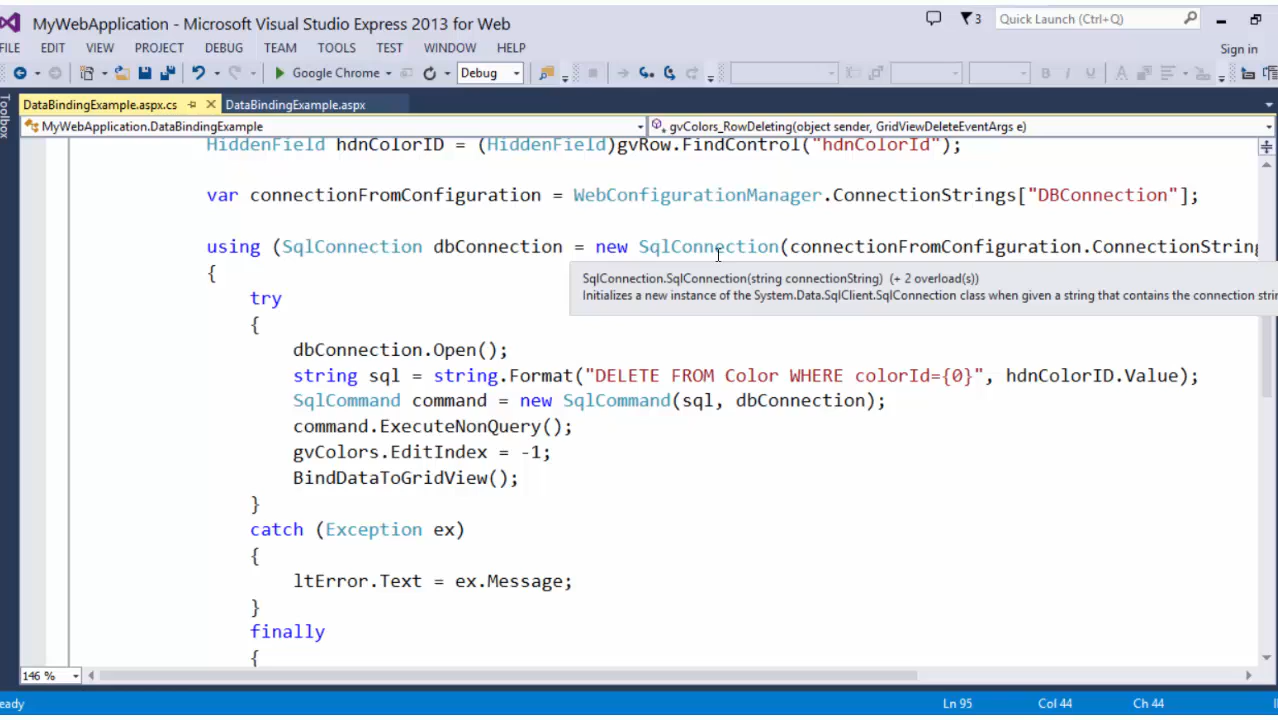 MyWebApplication - Microsoft Visual Studio Express 2013 for Web
3
Quick Launch (Ctrl+Q)
FILE EDIT VIEW PROJECT DEBUG TEAM TOOLS TEST WINDOW HELP
Sign in
Google Chrome
Debug
B I U A
Toolbox
DataBindingExample.aspx.cs DataBindingExample.aspx
MyWebApplication.DataBindingExample gvColors_RowDeleting(object sender, GridViewDeleteEventArgs e)
HiddenField hdnColorID = (HiddenField)gvRow.FindControl("hdnColorId");
var connectionFromConfiguration = WebConfigurationManager.ConnectionStrings["DBConnection"];
using (SqlConnection dbConnection = new SqlConnection(connectionFromConfiguration.ConnectionString
{
SqlConnection.SqlConnection(string connectionString) (+ 2 overload(s))
Initializes a new instance of the System.Data.SqlClient.SqlConnection class when given a string that contains the connection strin
try
{
dbConnection.Open();
string sql = string.Format("DELETE FROM Color WHERE colorId={0}", hdnColorID.Value);
SqlCommand command = new SqlCommand(sql, dbConnection);
command.ExecuteNonQuery();
gvColors.EditIndex = -1;
BindDataToGridView();
}
catch (Exception ex)
{
ltError.Text = ex.Message;
}
finally
{
146 %
eady
Ln 95 Col 44 Ch 44